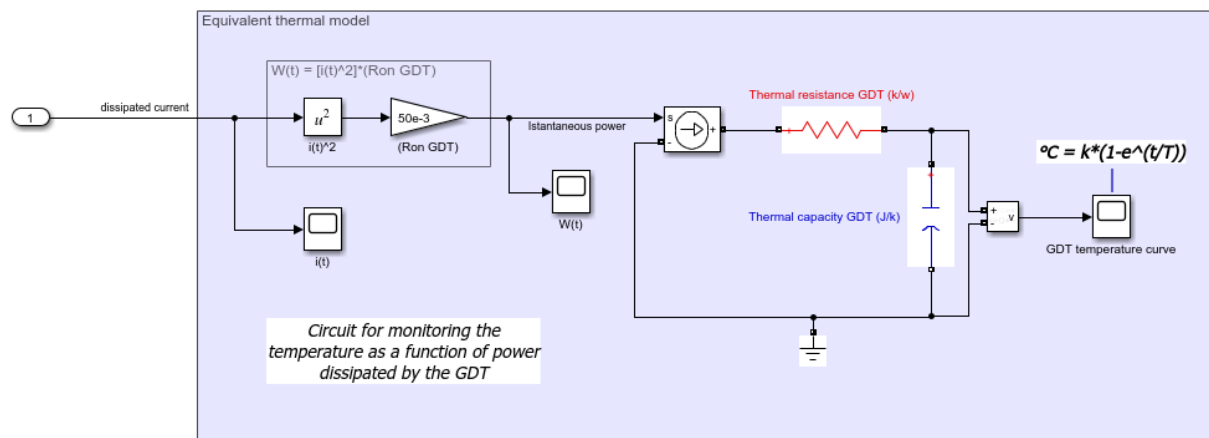 Equivalent thermal model
W(t) = [i(t)^2]*(Ron GDT)
dissipated current
1
u²
i(t)^2
50e-3
(Ron GDT)
Istantaneous power
s
-
+
Thermal resistance GDT (k/w)
+
ºC = k*(1-e^(t/T))
+
Thermal capacity GDT (J/k)
+
-
v
GDT temperature curve
W(t)
i(t)
Circuit for monitoring the
temperature as a function of power
dissipated by the GDT